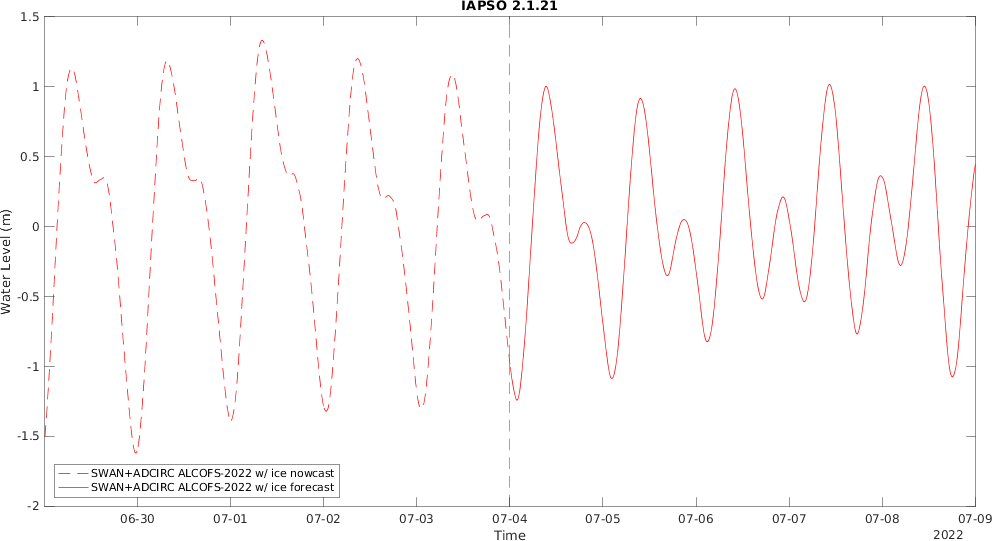 IAPSO 2.1.21
1.5
1
0.5
0
-0.5
-1
-1.5
-2
Water Level (m)
SWAN+ADCIRC ALCOFS-2022 w/ ice nowcast
SWAN+ADCIRC ALCOFS-2022 w/ ice forecast
06-30 07-01 07-02 07-03 07-04 07-05 07-06 07-07 07-08 07-09
Time
2022